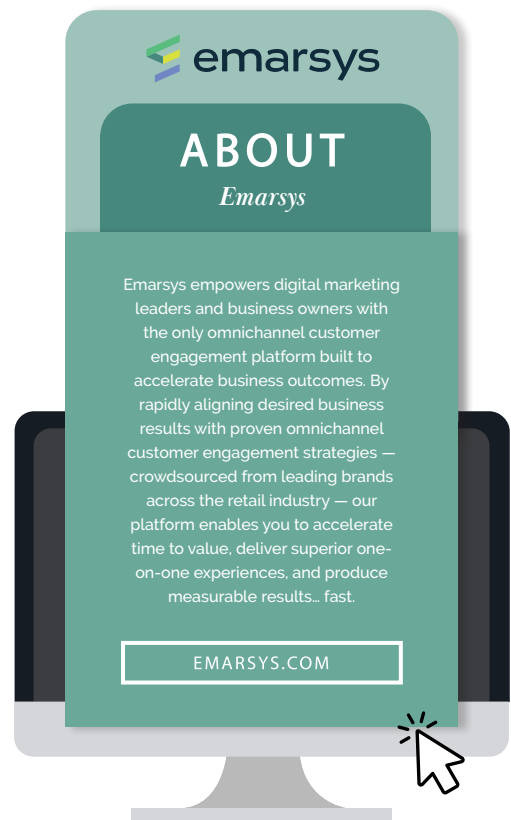 emarsys
ABOUT
Emarsys
Emarsys empowers digital marketing
leaders and business owners with
the only omnichannel customer
engagement platform built to
accelerate business outcomes. By
rapidly aligning desired business
results with proven omnichannel
customer engagement strategies —
crowdsourced from leading brands
across the retail industry — our
platform enables you to accelerate
time to value, deliver superior one-
on-one experiences, and produce
measurable results... fast.
EMARSYS.COM